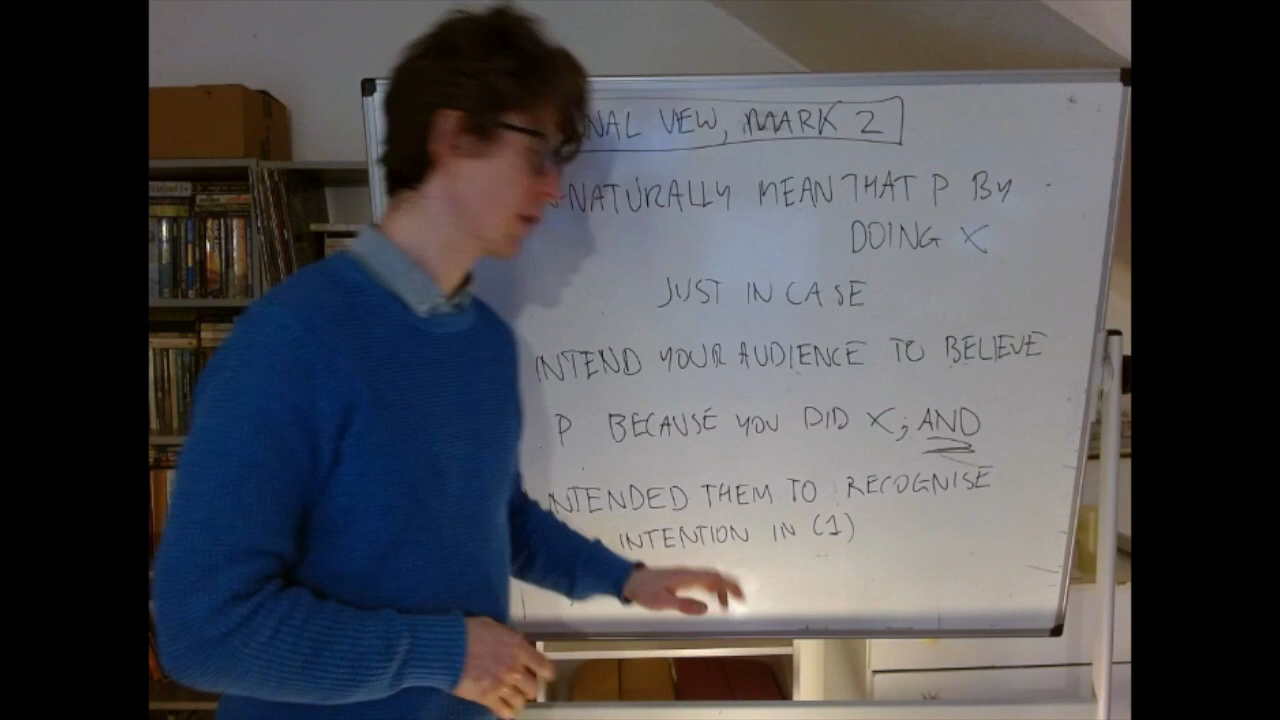 NAL VIEW, MARK 2
-NATURALLY MEAN THAT P BY
DOING X
JUST IN CASE
INTEND YOUR AUDIENCE TO BELIEVE
P BECAUSE YOU DID X; AND
INTENDED THEM TO RECOGNISE
INTENTION IN (1)